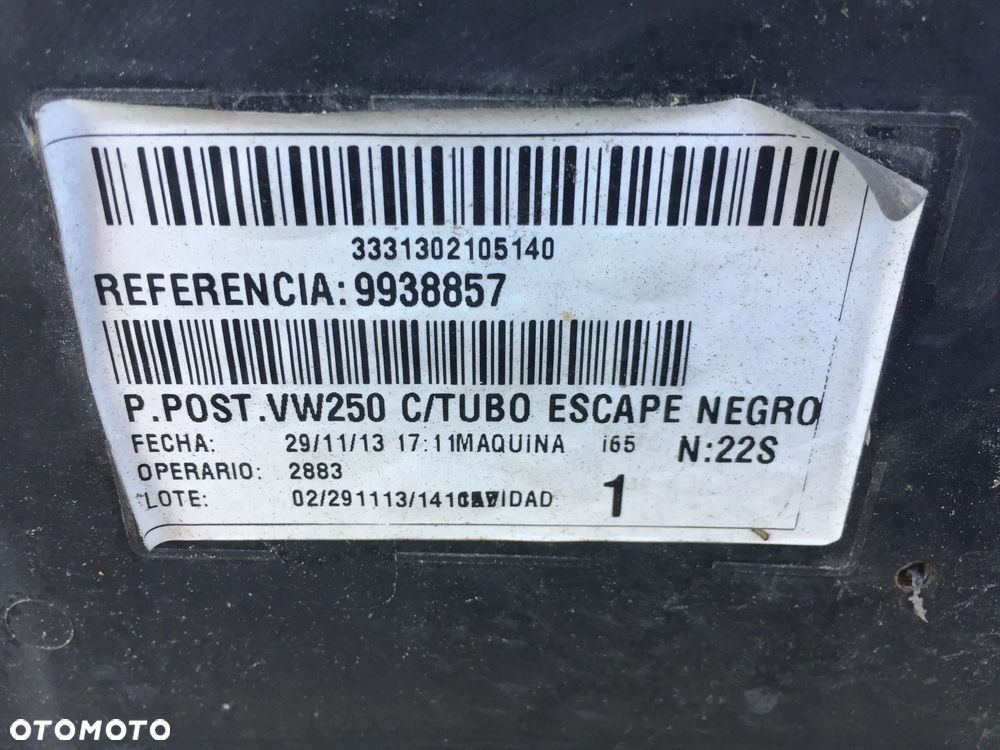 3331302105140
REFERENCIA: 9938857
P.POST.VW250 C/TUBO ESCAPE NEGRO
FECHA: 29/11/13 17:11MAQUINA i65 N:22S
OPERARIO: 2883
LOTE: 02/291113/1410 1
OTOMOTO